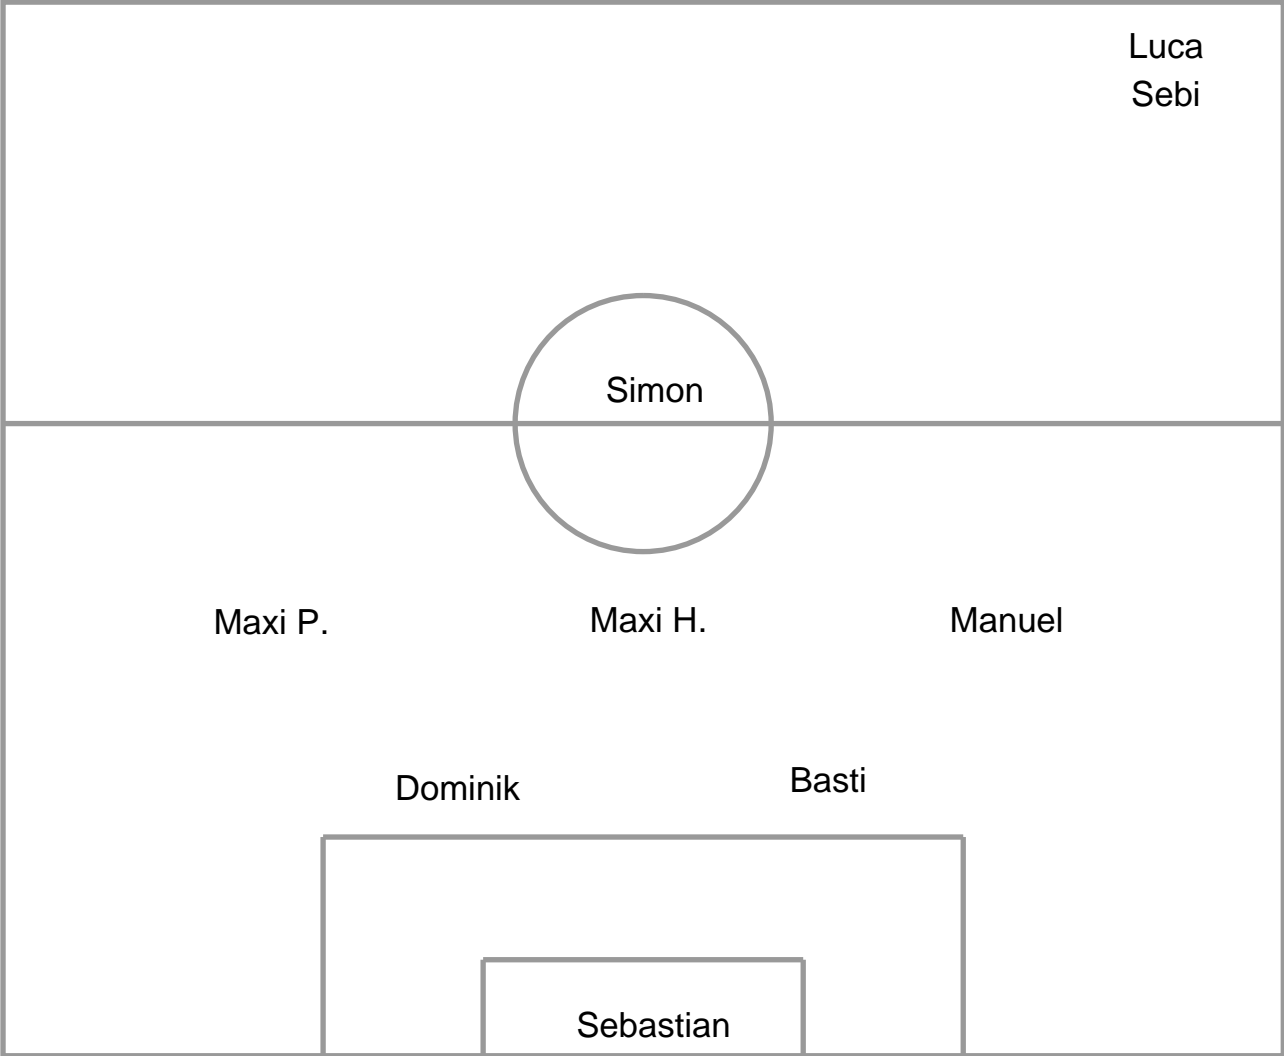 Luca
Sebi
Simon
Maxi P.
Maxi H.
Manuel
Dominik
Basti
Sebastian